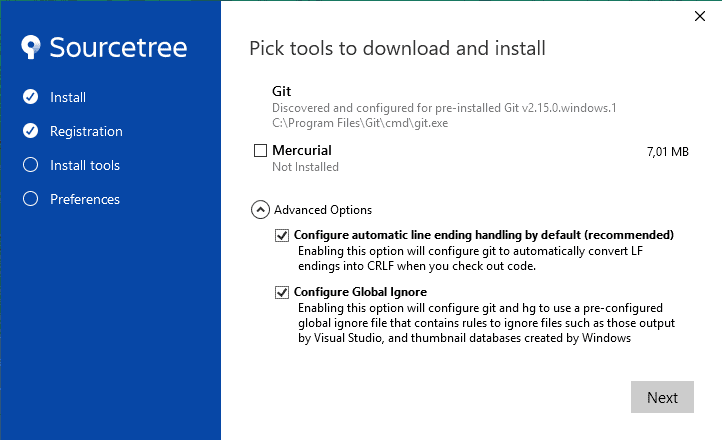 Sourcetree
Install
Registration
Install tools
Preferences
Pick tools to download and install
Git
Discovered and configured for pre-installed Git v2.15.0.windows.1
C:\Program Files\Git\cmd\git.exe
Mercurial
7,01 MB
Not Installed
Advanced Options
Configure automatic line ending handling by default (recommended)
Enabling this option will configure git to automatically convert LF
endings into CRLF when you check out code.
Configure Global Ignore
Enabling this option will configure git and hg to use a pre-configured
global ignore file that contains rules to ignore files such as those output
by Visual Studio, and thumbnail databases created by Windows
Next